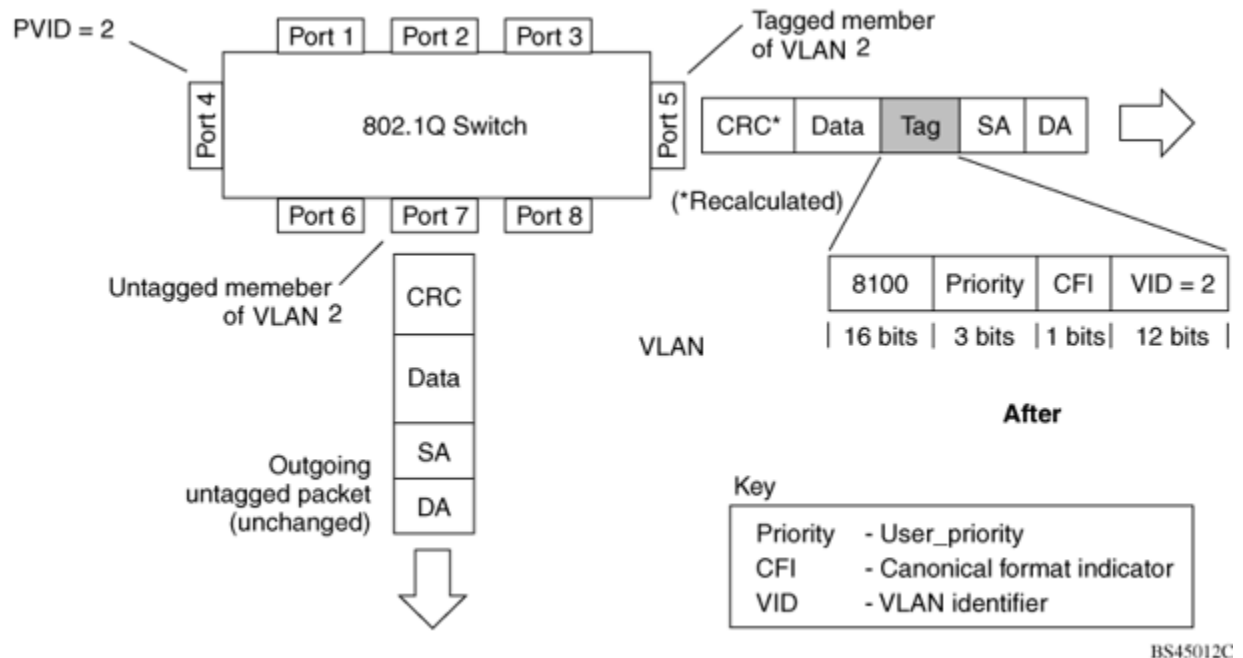 PVID = 2
Port 1
Port 2
Port 3
Tagged member
of VLAN 2
Port 4
802.1Q Switch
Port 5
CRC*
Data
Tag
SA
DA
(*Recalculated)
Port 6
Port 7
Port 8
Untagged memeber
of VLAN 2
CRC
Data
SA
DA
8100
Priority
CFI
VID = 2
16 bits
3 bits
1 bits
12 bits
VLAN
After
Outgoing
untagged packet
(unchanged)
Key
Priority - User_priority
CFI - Canonical format indicator
VID - VLAN identifier
BS45012C